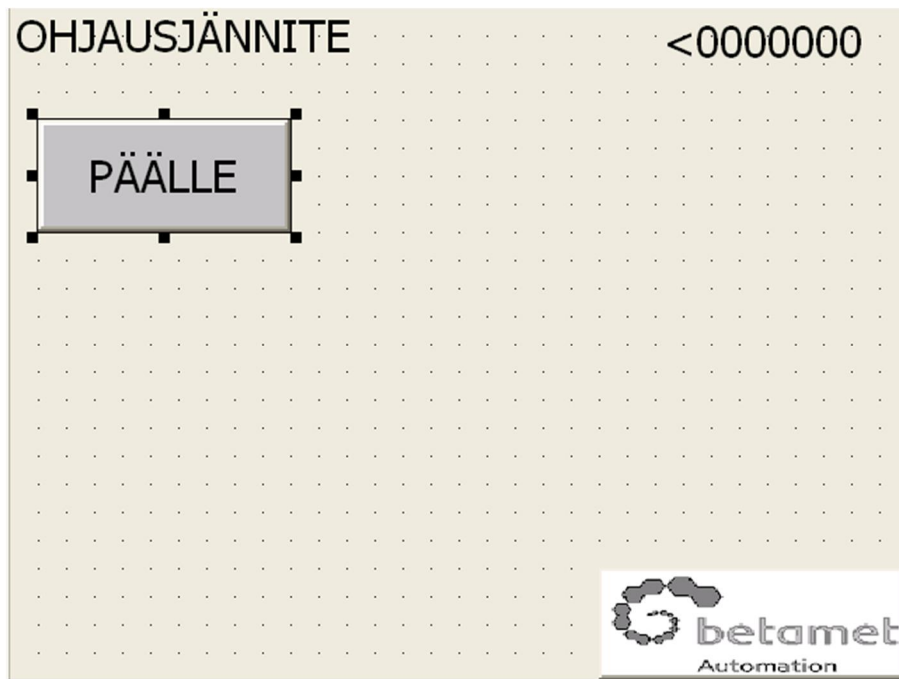 OHJAUSJÄNNITE
<0000000
PÄÄLLE
betamet
Automation